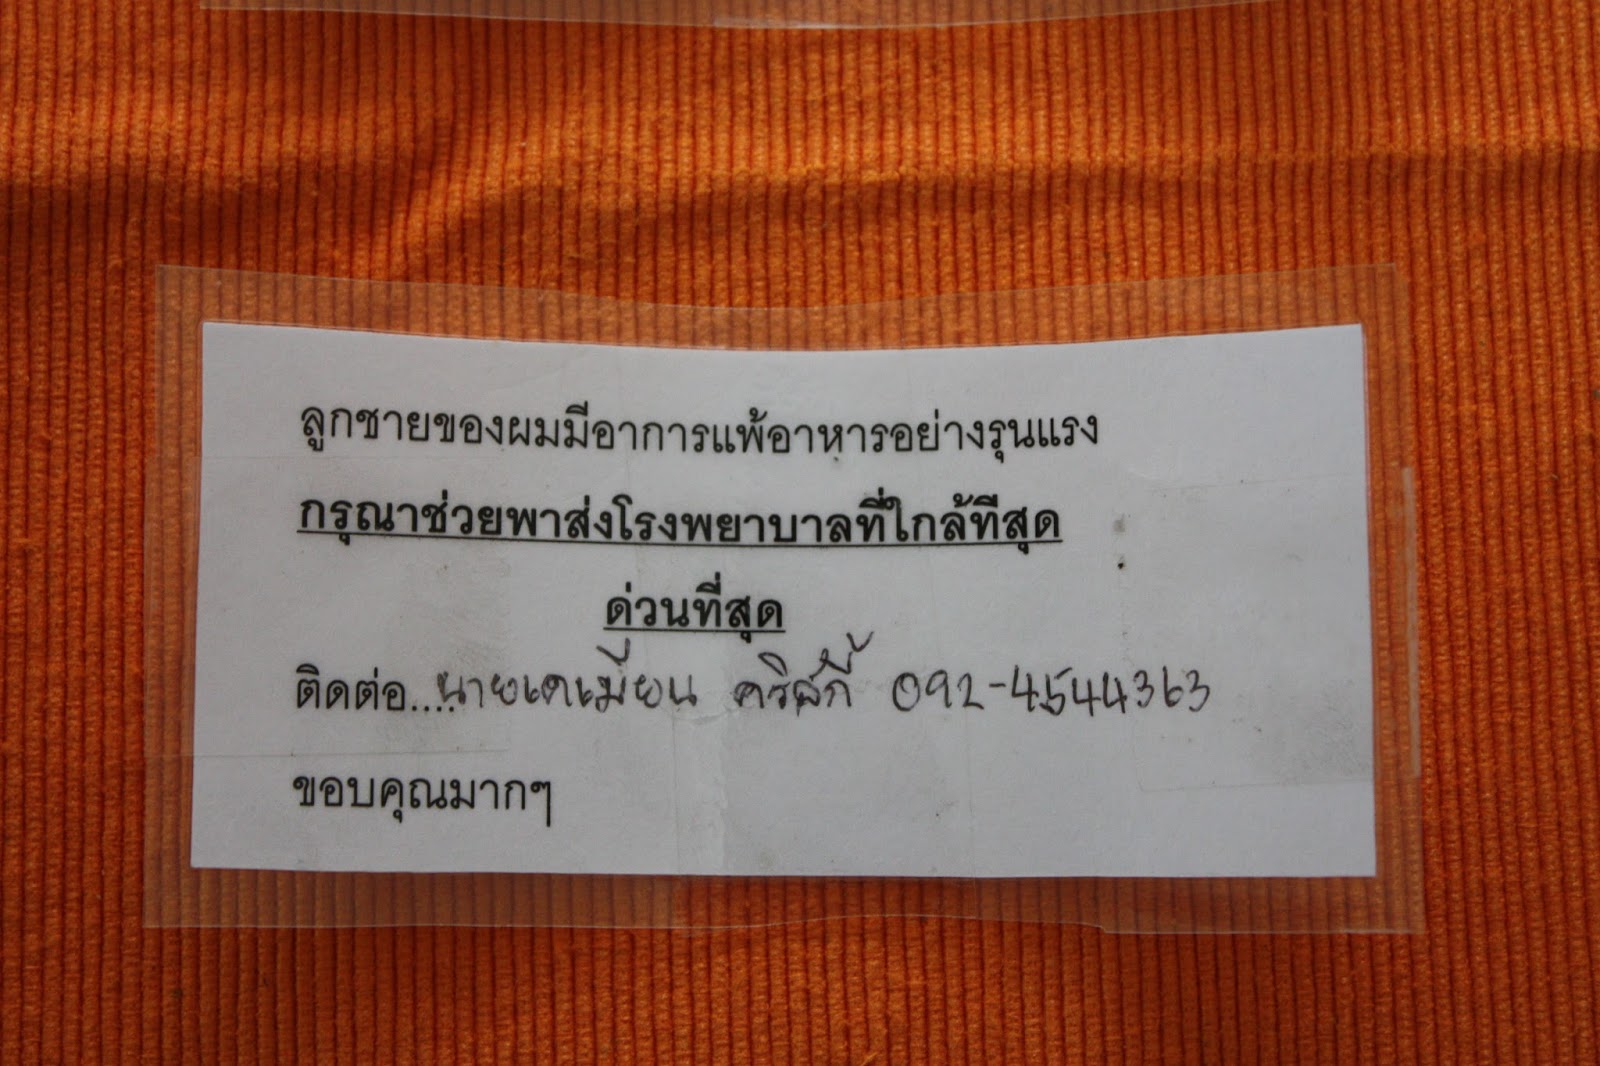 ลูกชายของผมมีอาการแพ้อาหารอย่างรุนแรง
กรุณาช่วยพาส่งโรงพยาบาลที่ใกล้ทีสุด
ด่วนที่สุด
ติดต่อ....นายเดเมี่ยน คริสกี้ 092-4544363
ขอบคุณมากๆ